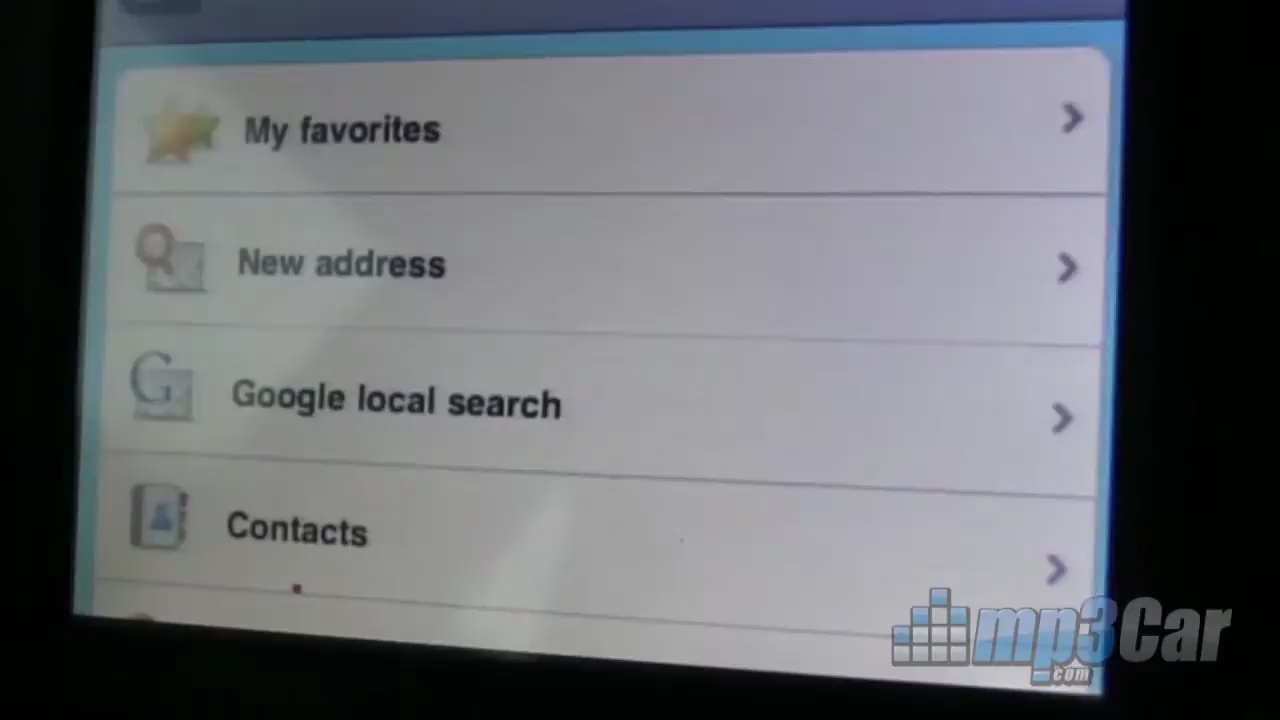 My favorites
New address
Google local search
Contacts
mp3Car
.com